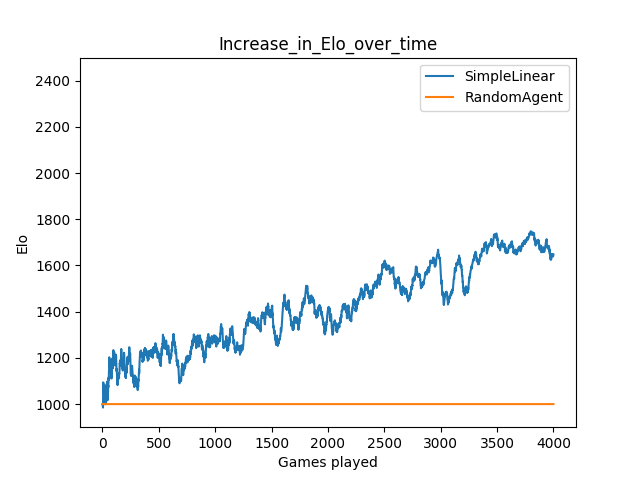 Increase_in_Elo_over_time
SimpleLinear
RandomAgent
2400
2200
2000
1800
1600
1400
1200
1000
Elo
0 500 1000 1500 2000 2500 3000 3500 4000
Games played